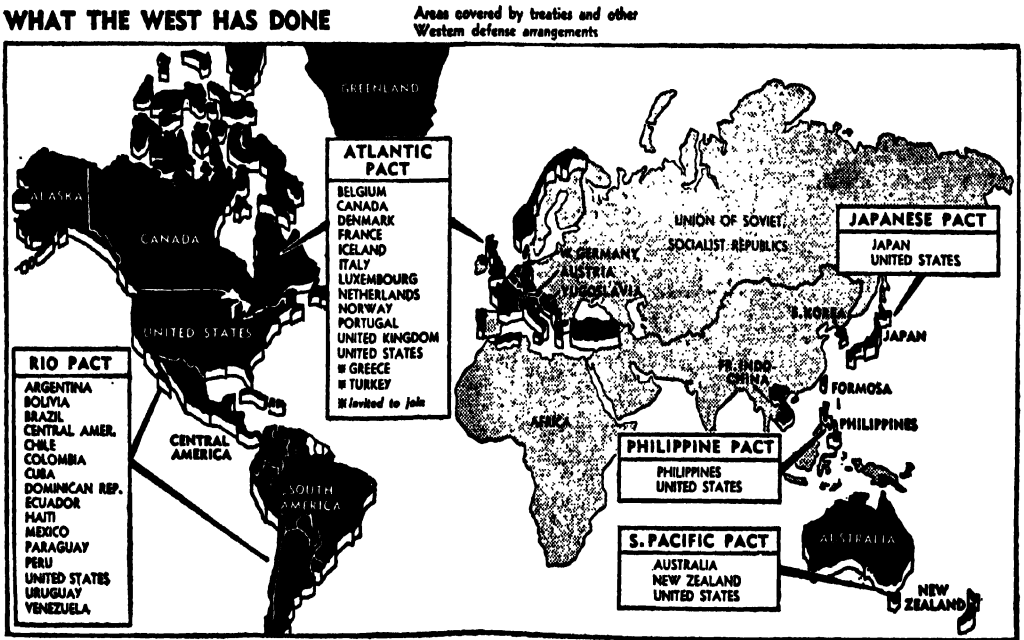 WHAT THE WEST HAS DONE
Areas covered by treaties and other
Western defense arrangements
GREENLAND
ALASKA
CANADA
UNITED STATES
ATLANTIC
PACT
BELGIUM
CANADA
DENMARK
FRANCE
ICELAND
ITALY
LUXEMBOURG
NETHERLANDS
NORWAY
PORTUGAL
UNITED KINGDOM
UNITED STATES
※ GREECE
※ TURKEY
※ Invited to join
UNION OF SOVIET
SOCIALIST REPUBLICS
W. GERMANY,
AUSTRIA
YUGOSLAVIA
JAPANESE PACT
JAPAN
UNITED STATES
S. KOREA
JAPAN
FR. INDO-
CHINA
FORMOSA
PHILIPPINES
RIO PACT
ARGENTINA
BOLIVIA
BRAZIL
CENTRAL AMER.
CHILE
COLOMBIA
CUBA
DOMINICAN REP.
ECUADOR
HAITI
MEXICO
PARAGUAY
PERU
UNITED STATES
URUGUAY
VENEZUELA
CENTRAL
AMERICA
SOUTH
AMERICA
AFRICA
PHILIPPINE PACT
PHILIPPINES
UNITED STATES
S. PACIFIC PACT
AUSTRALIA
NEW ZEALAND
UNITED STATES
AUSTRALIA
NEW
ZEALAND